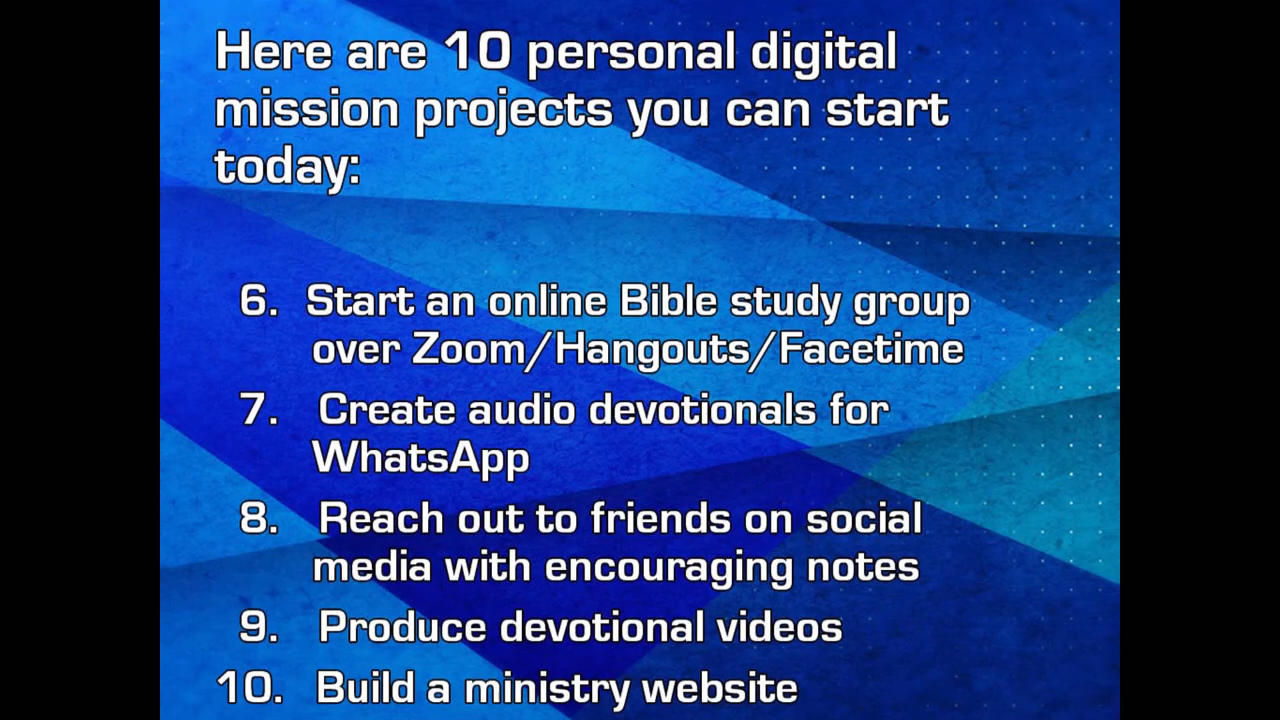 Here are 10 personal digital
mission projects you can start
today:
6. Start an online Bible study group
over Zoom/Hangouts/Facetime
7. Create audio devotionals for
WhatsApp
8. Reach out to friends on social
media with encouraging notes
9. Produce devotional videos
10. Build a ministry website